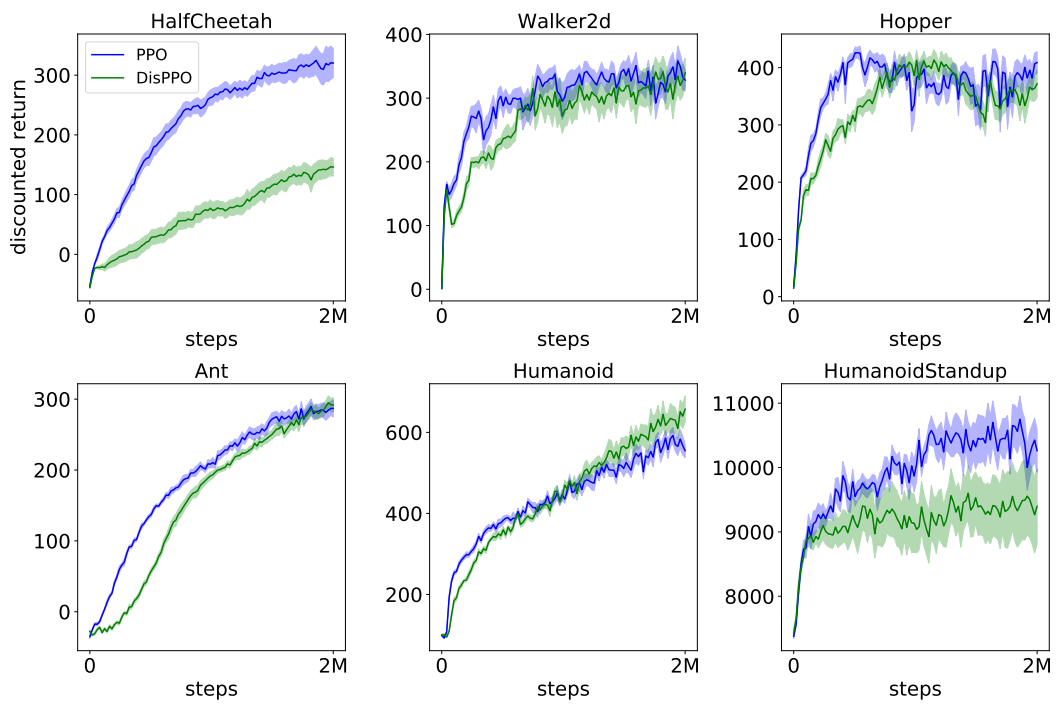 HalfCheetah
Walker2d
Hopper
PPO
DisPPO
discounted return
300
200
100
0
400
300
200
100
0
400
300
200
100
0
0
2M
0
2M
0
2M
steps
steps
steps
Ant
Humanoid
HumanoidStandup
300
200
100
0
600
400
200
11000
10000
9000
8000
0
2M
0
2M
0
2M
steps
steps
steps